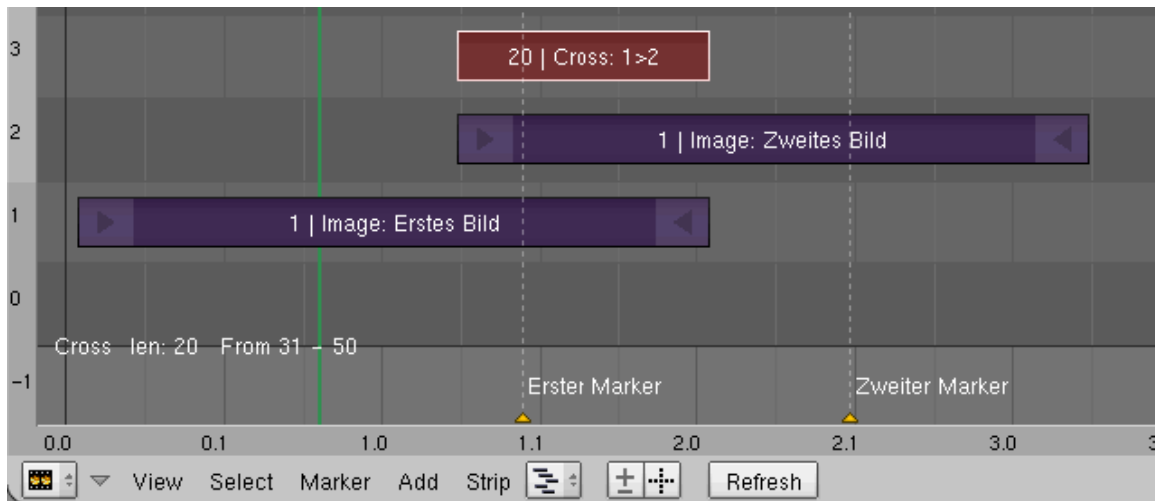 3
20 | Cross: 1>2
2
1 | Image: Zweites Bild
1
1 | Image: Erstes Bild
0
Cross len: 20 From 31 - 50
-1
Erster Marker
Zweiter Marker
0.0 0.1 1.0 1.1 2.0 2.1 3.0
View Select Marker Add Strip Refresh